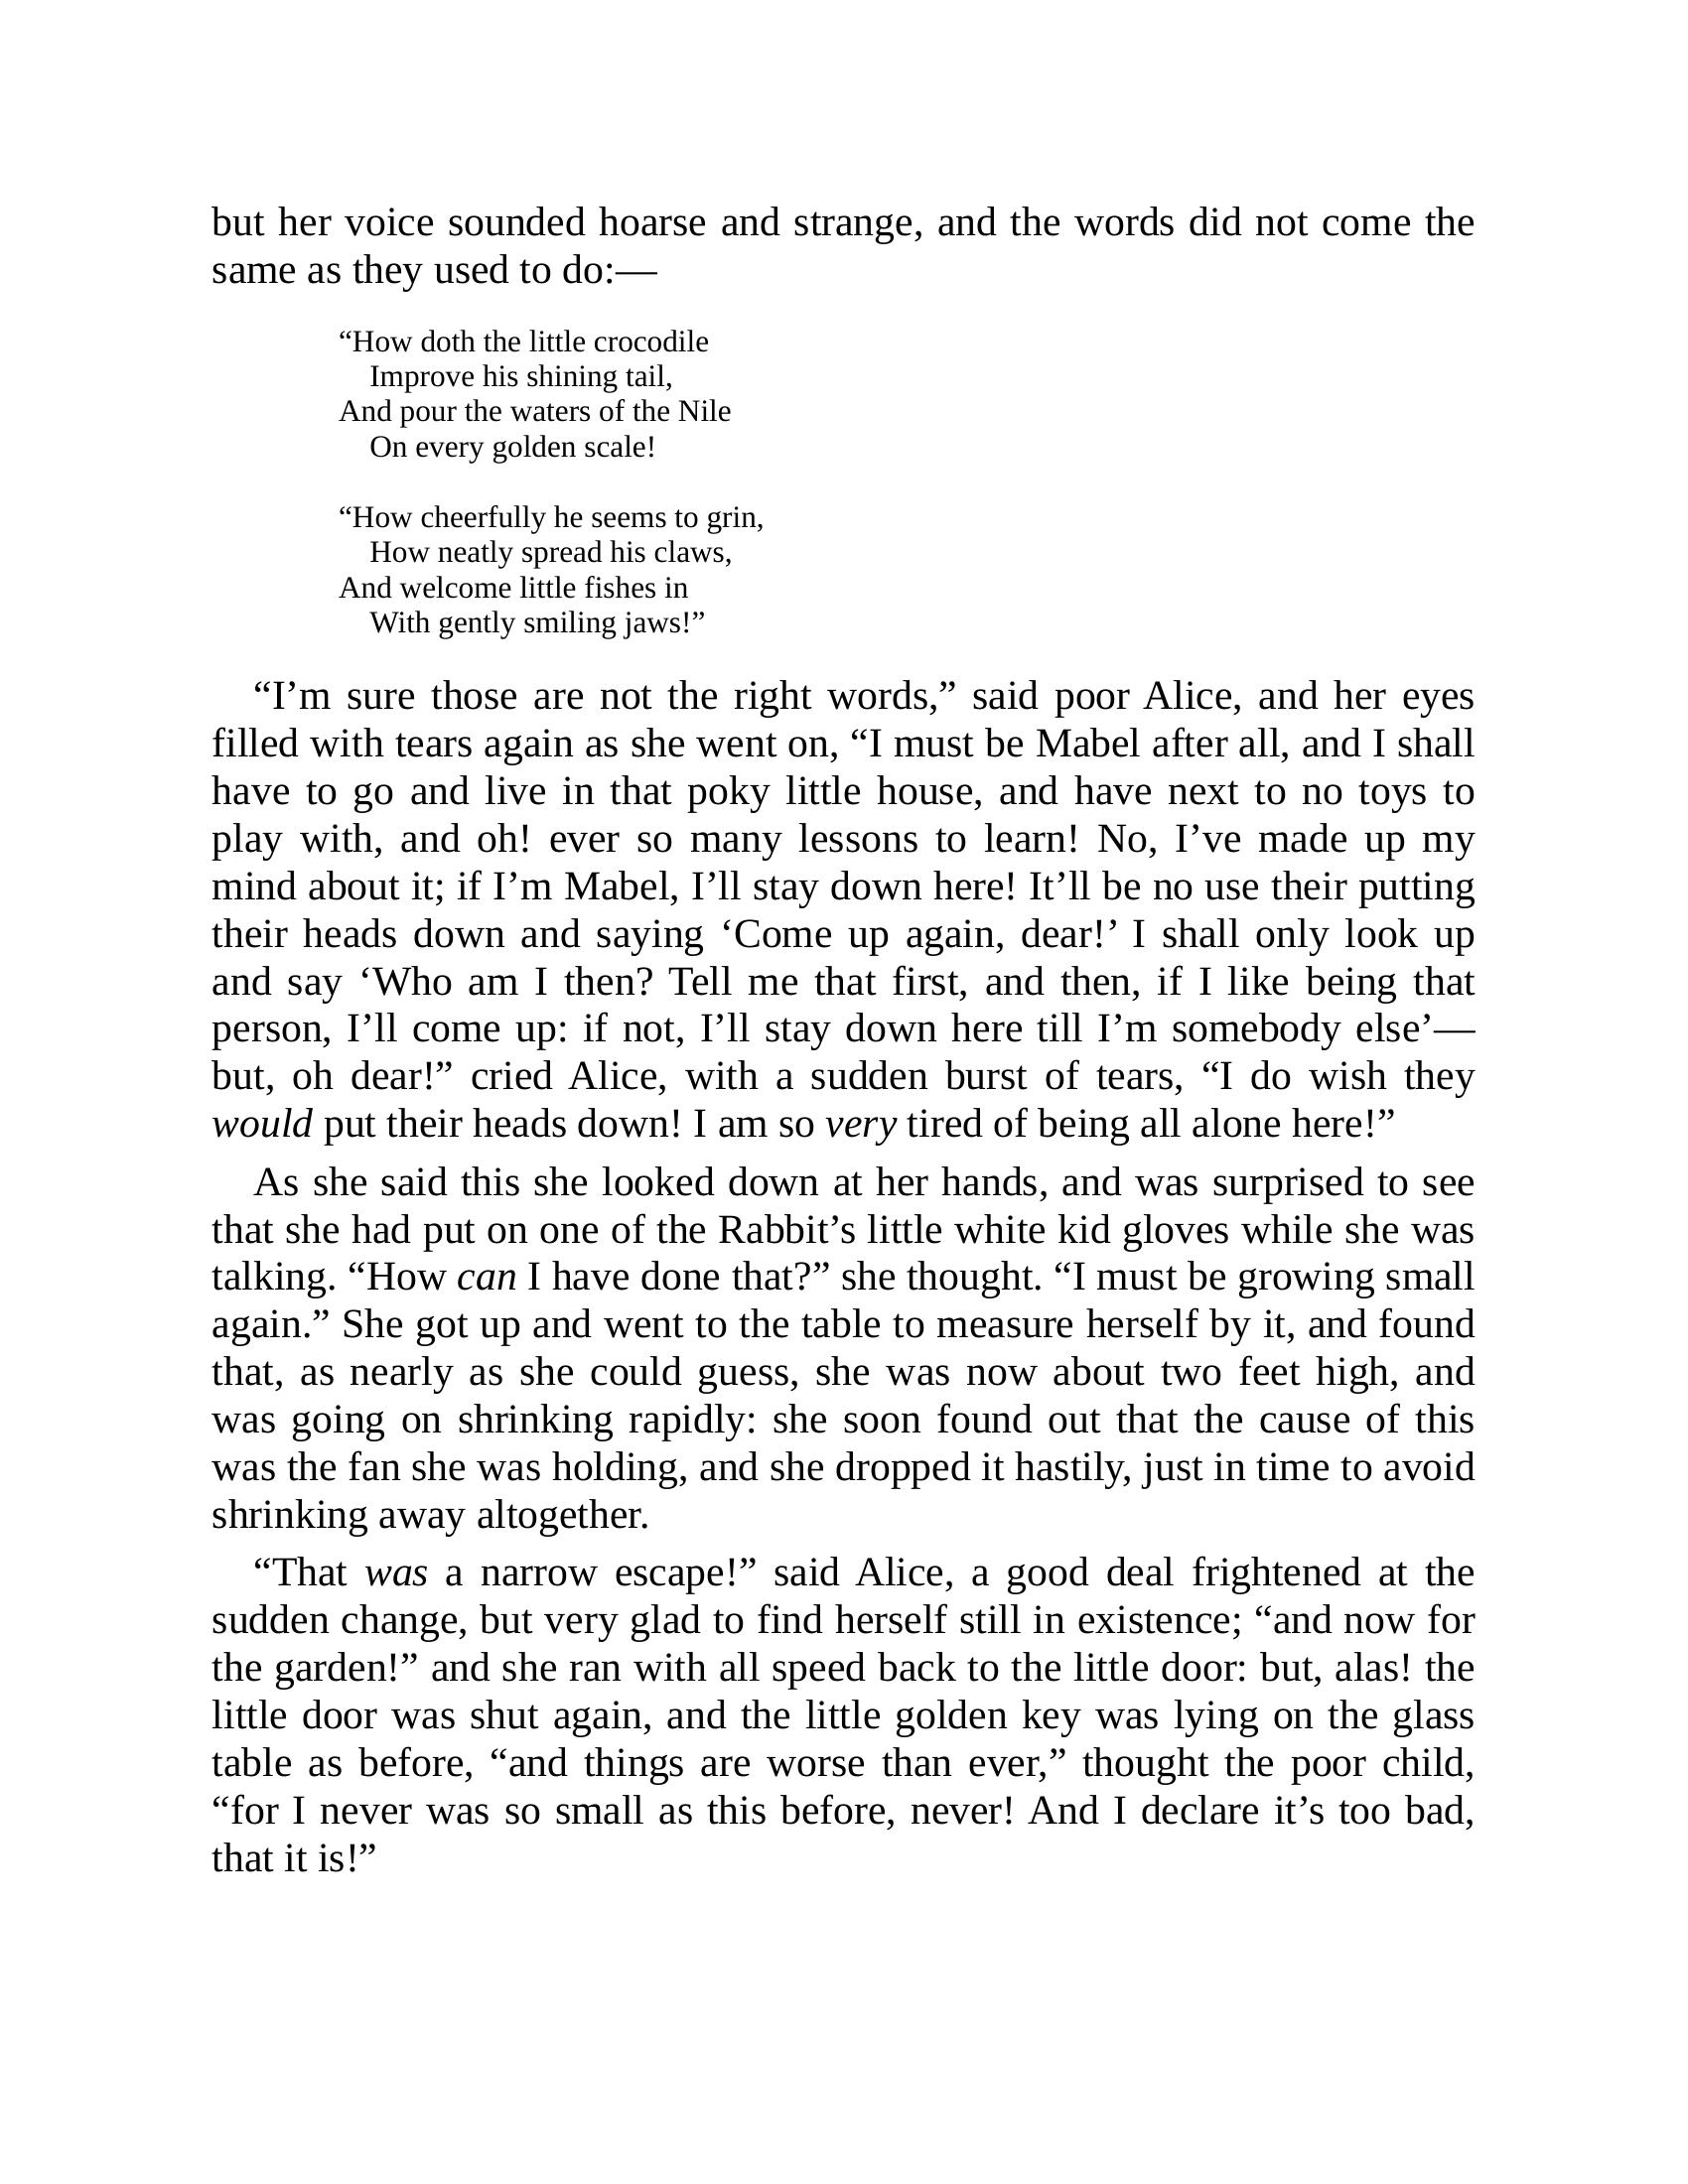 but her voice sounded hoarse and strange, and the words did not come the
same as they used to do:—
“How doth the little crocodile
Improve his shining tail,
And pour the waters of the Nile
On every golden scale!
“How cheerfully he seems to grin,
How neatly spread his claws,
And welcome little fishes in
With gently smiling jaws!”
“I’m sure those are not the right words,” said poor Alice, and her eyes
filled with tears again as she went on, “I must be Mabel after all, and I shall
have to go and live in that poky little house, and have next to no toys to
play with, and oh! ever so many lessons to learn! No, I’ve made up my
mind about it; if I’m Mabel, I’ll stay down here! It’ll be no use their putting
their heads down and saying ‘Come up again, dear!’ I shall only look up
and say ‘Who am I then? Tell me that first, and then, if I like being that
person, I’ll come up: if not, I’ll stay down here till I’m somebody else’—
but, oh dear!” cried Alice, with a sudden burst of tears, “I do wish they
would put their heads down! I am so very tired of being all alone here!”
As she said this she looked down at her hands, and was surprised to see
that she had put on one of the Rabbit’s little white kid gloves while she was
talking. “How can I have done that?” she thought. “I must be growing small
again.” She got up and went to the table to measure herself by it, and found
that, as nearly as she could guess, she was now about two feet high, and
was going on shrinking rapidly: she soon found out that the cause of this
was the fan she was holding, and she dropped it hastily, just in time to avoid
shrinking away altogether.
“That was a narrow escape!” said Alice, a good deal frightened at the
sudden change, but very glad to find herself still in existence; “and now for
the garden!” and she ran with all speed back to the little door: but, alas! the
little door was shut again, and the little golden key was lying on the glass
table as before, “and things are worse than ever,” thought the poor child,
“for I never was so small as this before, never! And I declare it’s too bad,
that it is!”